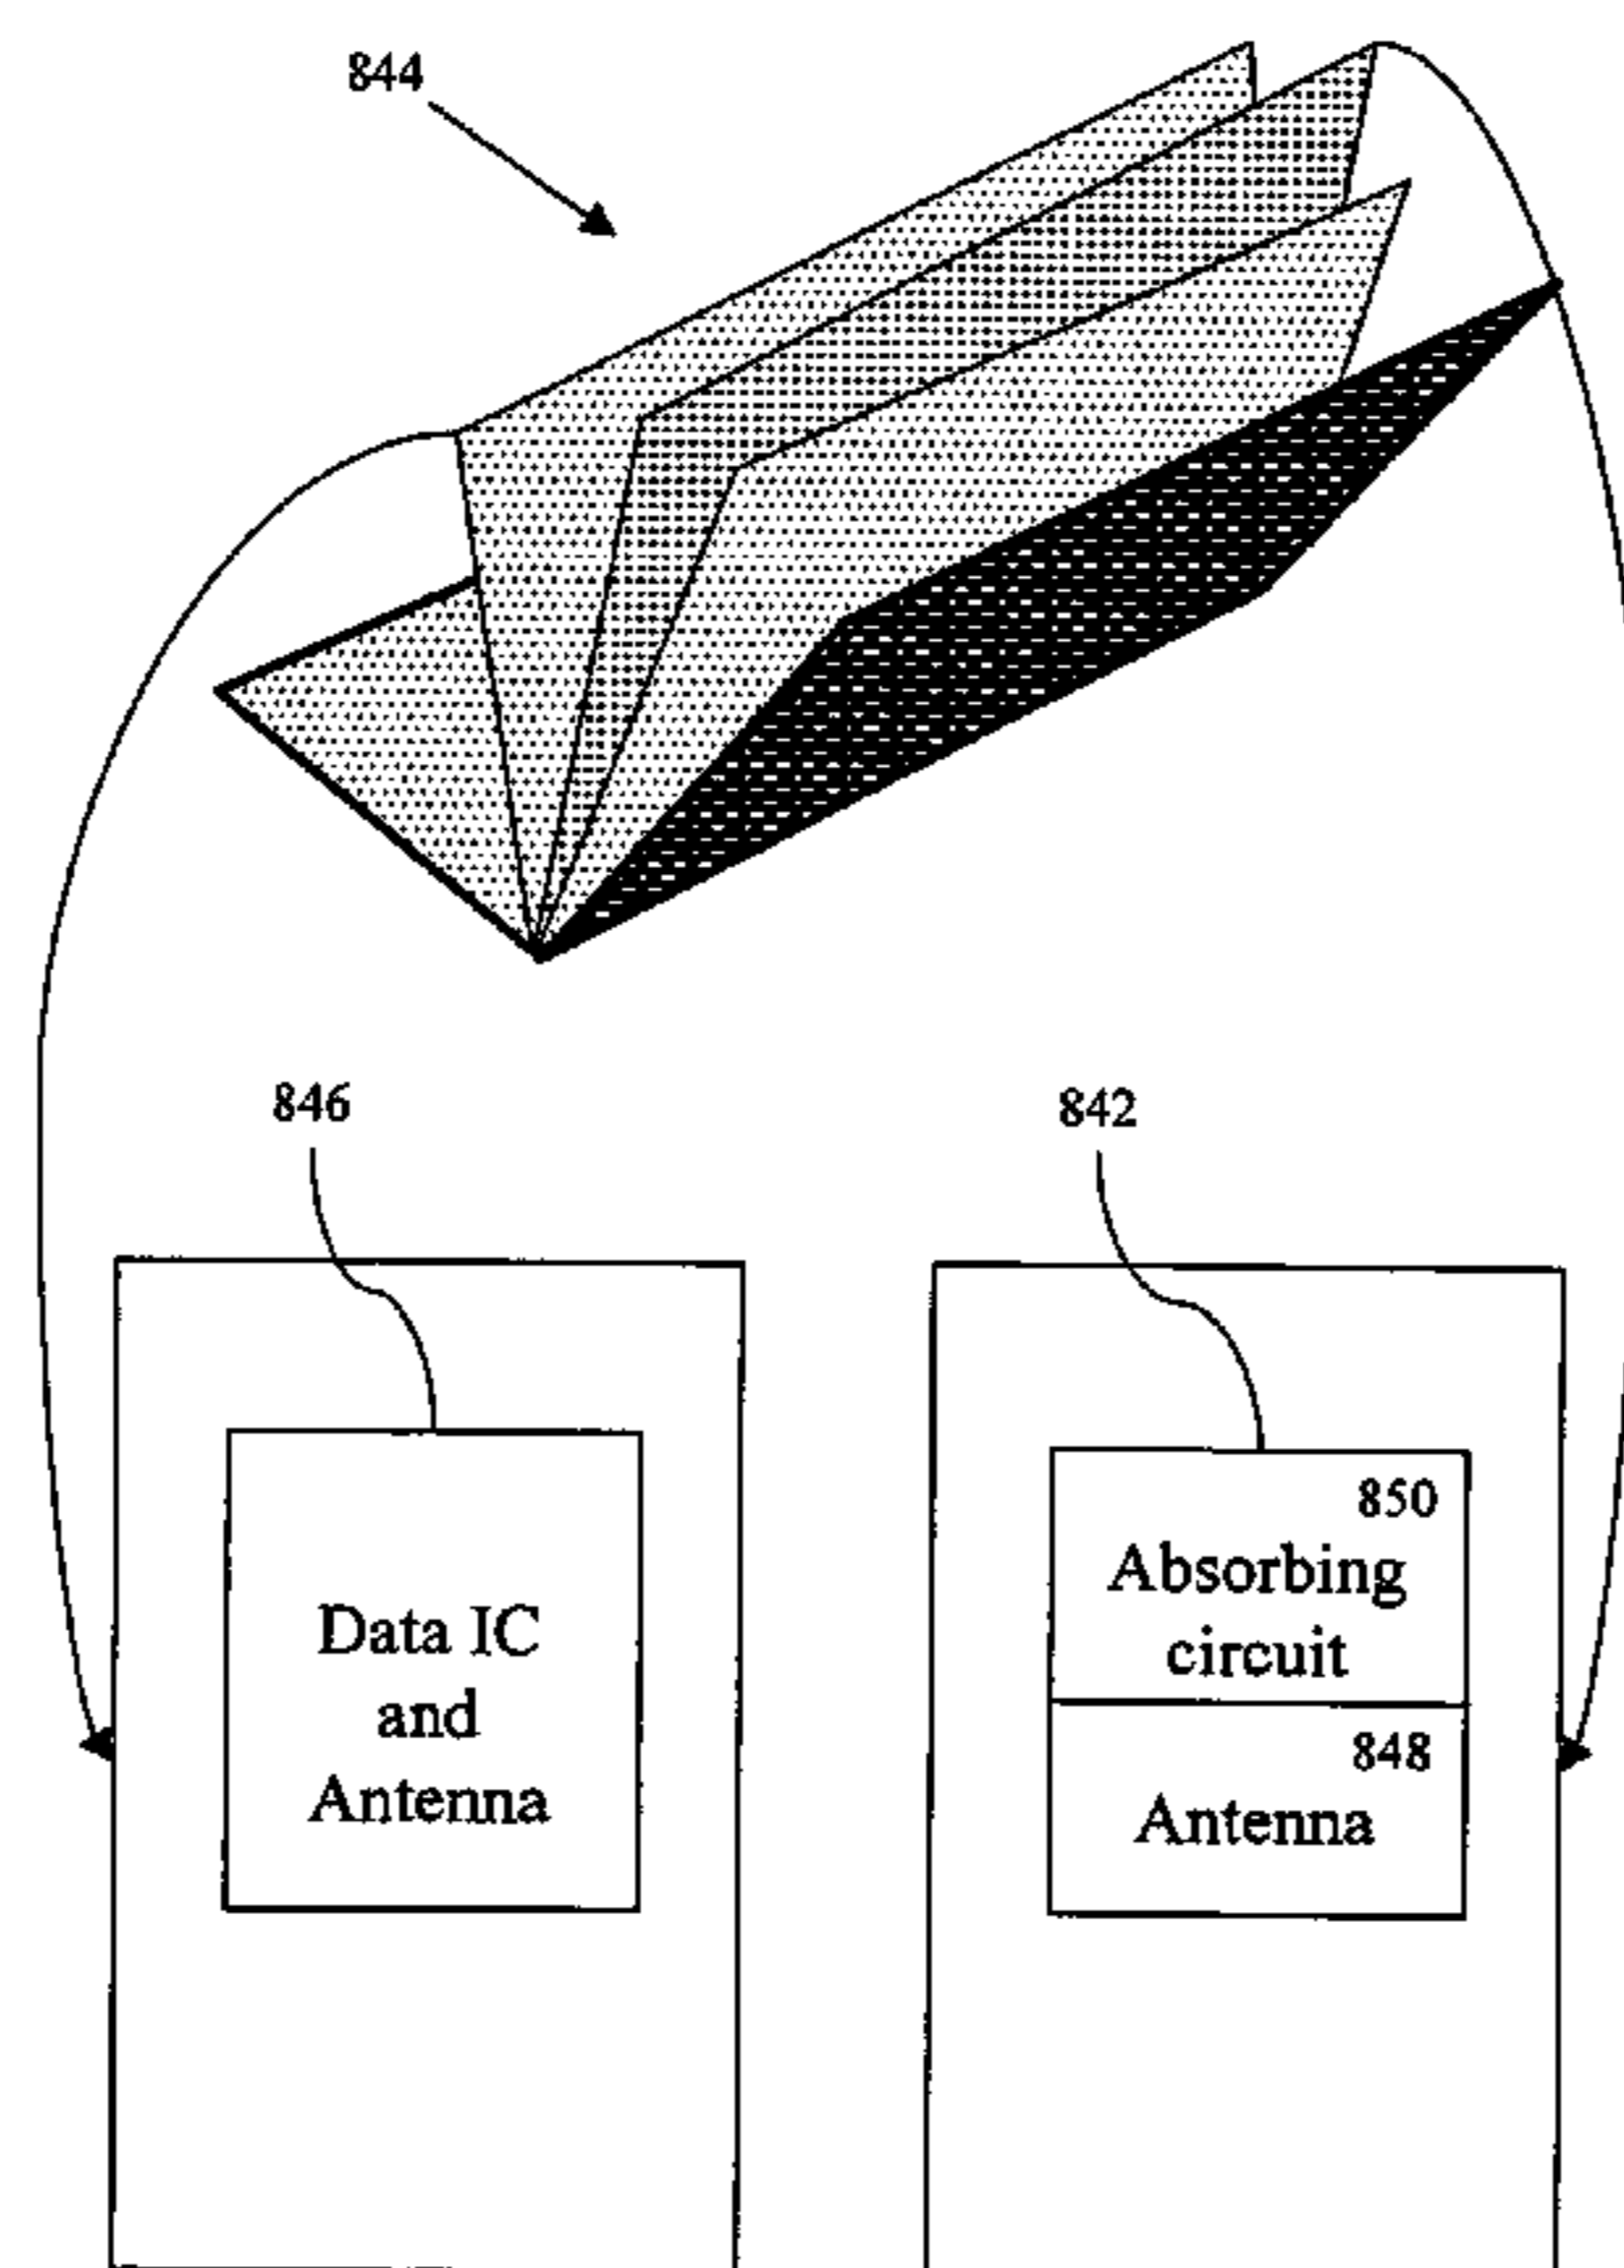 844
846
842
Data IC
and
Antenna
850
Absorbing
circuit
848
Antenna